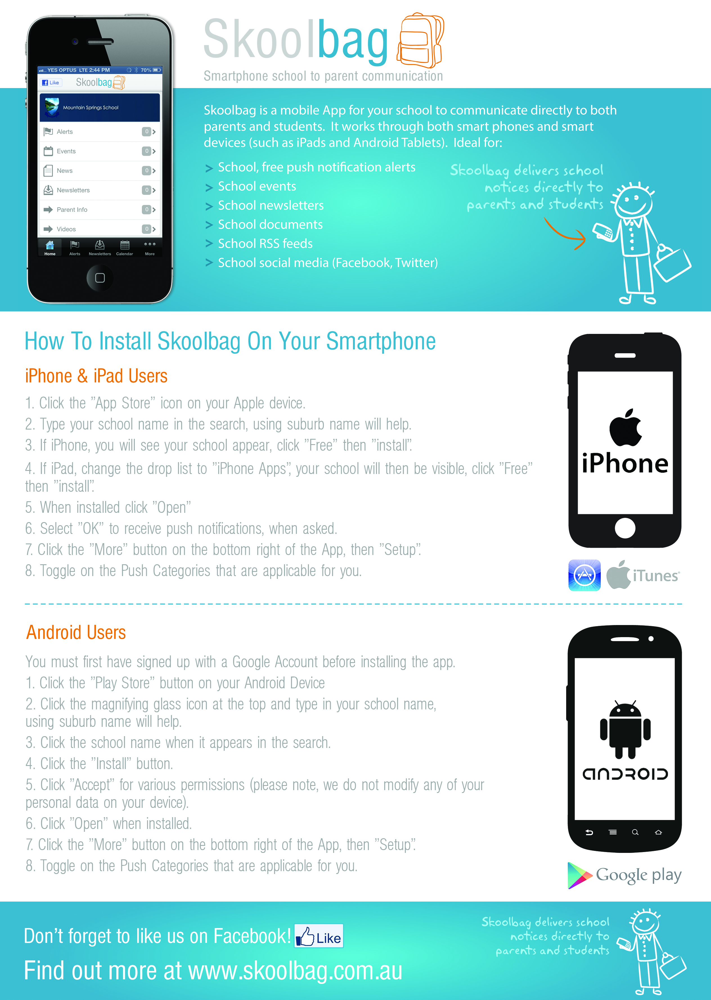 Skoolbag
Smartphone school to parent communication
YES OPTUS LTE 2:44 PM 70%
Like
Skoolbag
Mountain Springs School
Alerts 0
Events 0
News 0
Newsletters 0
Parent Info 0
Videos 0
Home Alerts Newsletters Calendar More
Skoolbag is a mobile App for your school to communicate directly to both
parents and students. It works through both smart phones and smart
devices (such as iPads and Android Tablets). Ideal for:
> School, free push notification alerts
> School events
> School newsletters
> School documents
> School RSS feeds
> School social media (Facebook, Twitter)
Skoolbag delivers school
notices directly to
parents and students
How To Install Skoolbag On Your Smartphone
iPhone & iPad Users
1. Click the ”App Store” icon on your Apple device.
2. Type your school name in the search, using suburb name will help.
3. If iPhone, you will see your school appear, click ”Free” then ”install”.
4. If iPad, change the drop list to ”iPhone Apps”, your school will then be visible, click ”Free”
then ”install”.
5. When installed click ”Open”
6. Select ”OK” to receive push notifications, when asked.
7. Click the ”More” button on the bottom right of the App, then ”Setup”.
8. Toggle on the Push Categories that are applicable for you.
iPhone
iTunes®
Android Users
You must first have signed up with a Google Account before installing the app.
1. Click the ”Play Store” button on your Android Device
2. Click the magnifying glass icon at the top and type in your school name,
using suburb name will help.
3. Click the school name when it appears in the search.
4. Click the ”Install” button.
5. Click ”Accept” for various permissions (please note, we do not modify any of your
personal data on your device).
6. Click ”Open” when installed.
7. Click the ”More” button on the bottom right of the App, then ”Setup”.
8. Toggle on the Push Categories that are applicable for you.
ANDROID
Google play
Don’t forget to like us on Facebook! Like
Find out more at www.skoolbag.com.au
Skoolbag delivers school
notices directly to
parents and students